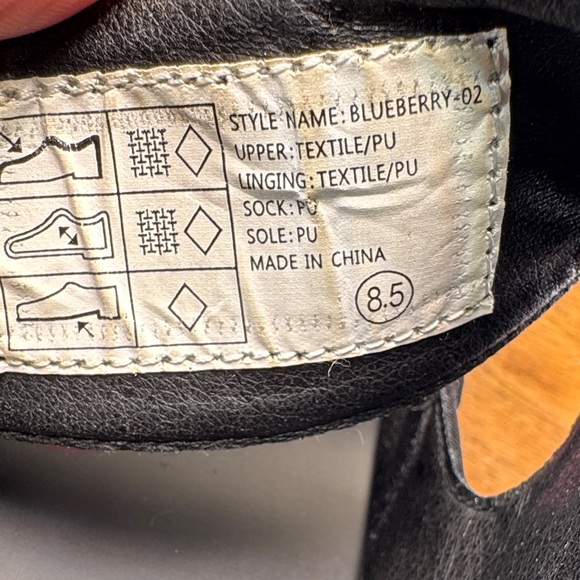 STYLE NAME: BLUEBERRY-02
UPPER: TEXTILE/PU
LINGING: TEXTILE/PU
SOCK: PU
SOLE: PU
MADE IN CHINA
8.5